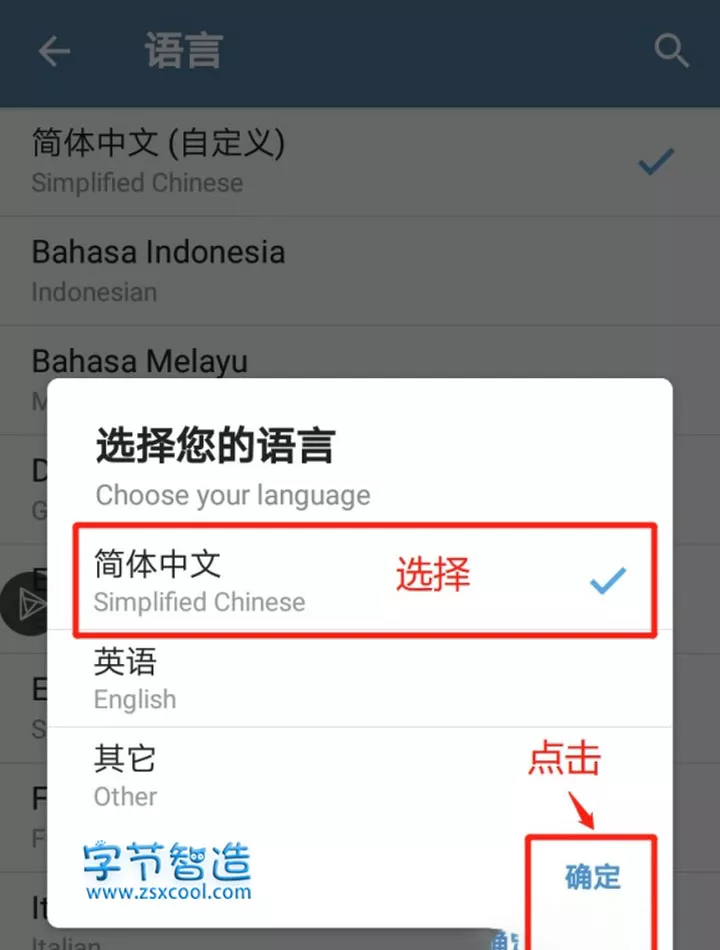 语言
简体中文 (自定义)
Simplified Chinese
Bahasa Indonesia
Indonesian
Bahasa Melayu
选择您的语言
Choose your language
简体中文
选择
Simplified Chinese
英语
English
其它
Other
点击
字节智造
www.zsxcool.com
确定
Italian